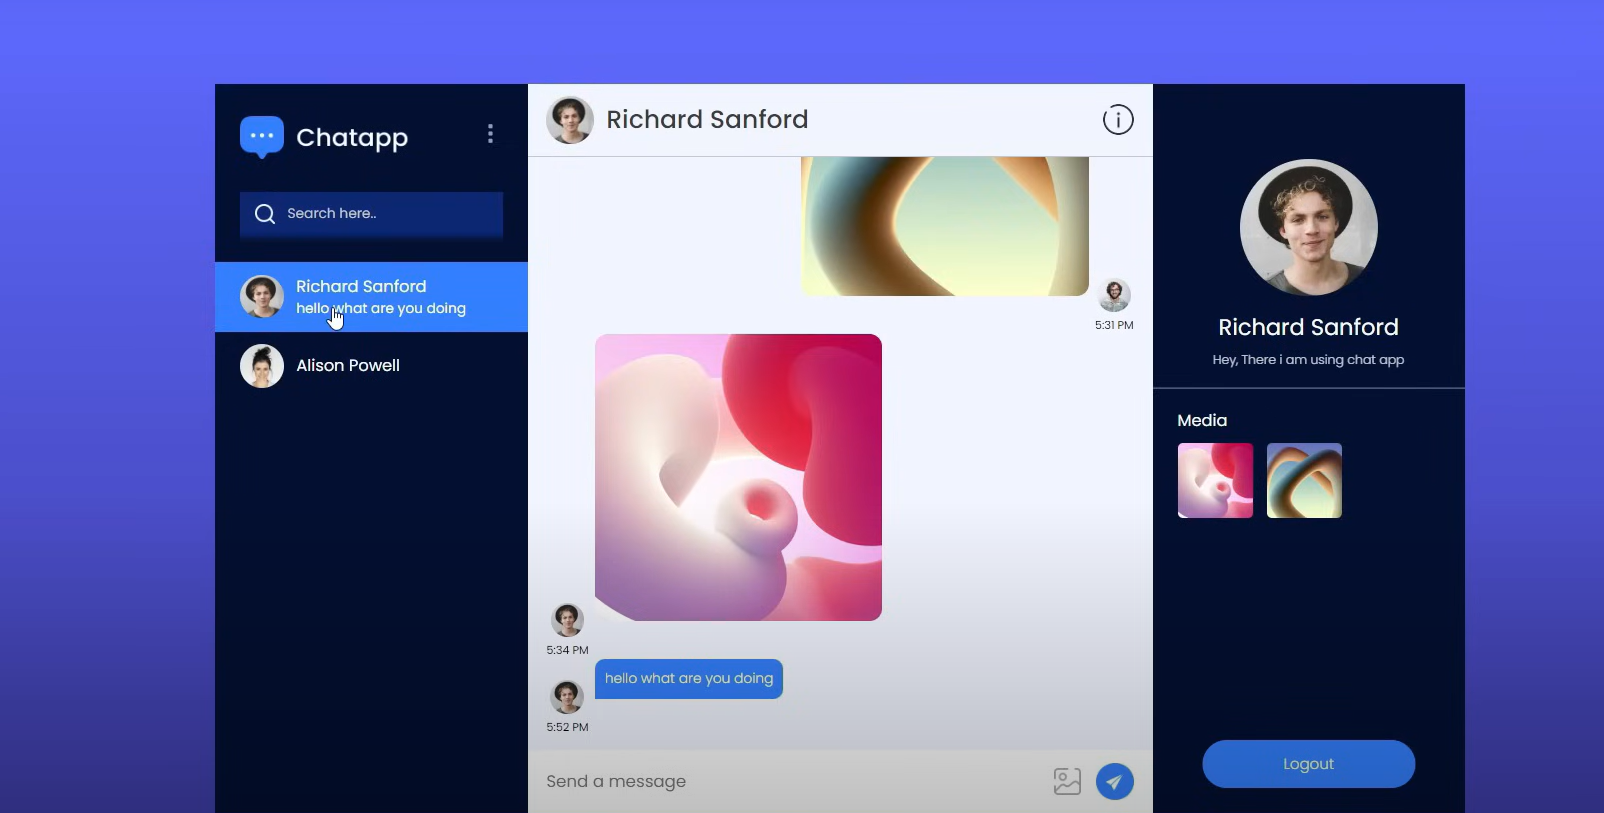 Chatapp
Search here..
Richard Sanford
hello what are you doing
Alison Powell
Richard Sanford
5:31 PM
5:34 PM
hello what are you doing
5:52 PM
Send a message
Richard Sanford
Hey, There i am using chat app
Media
Logout